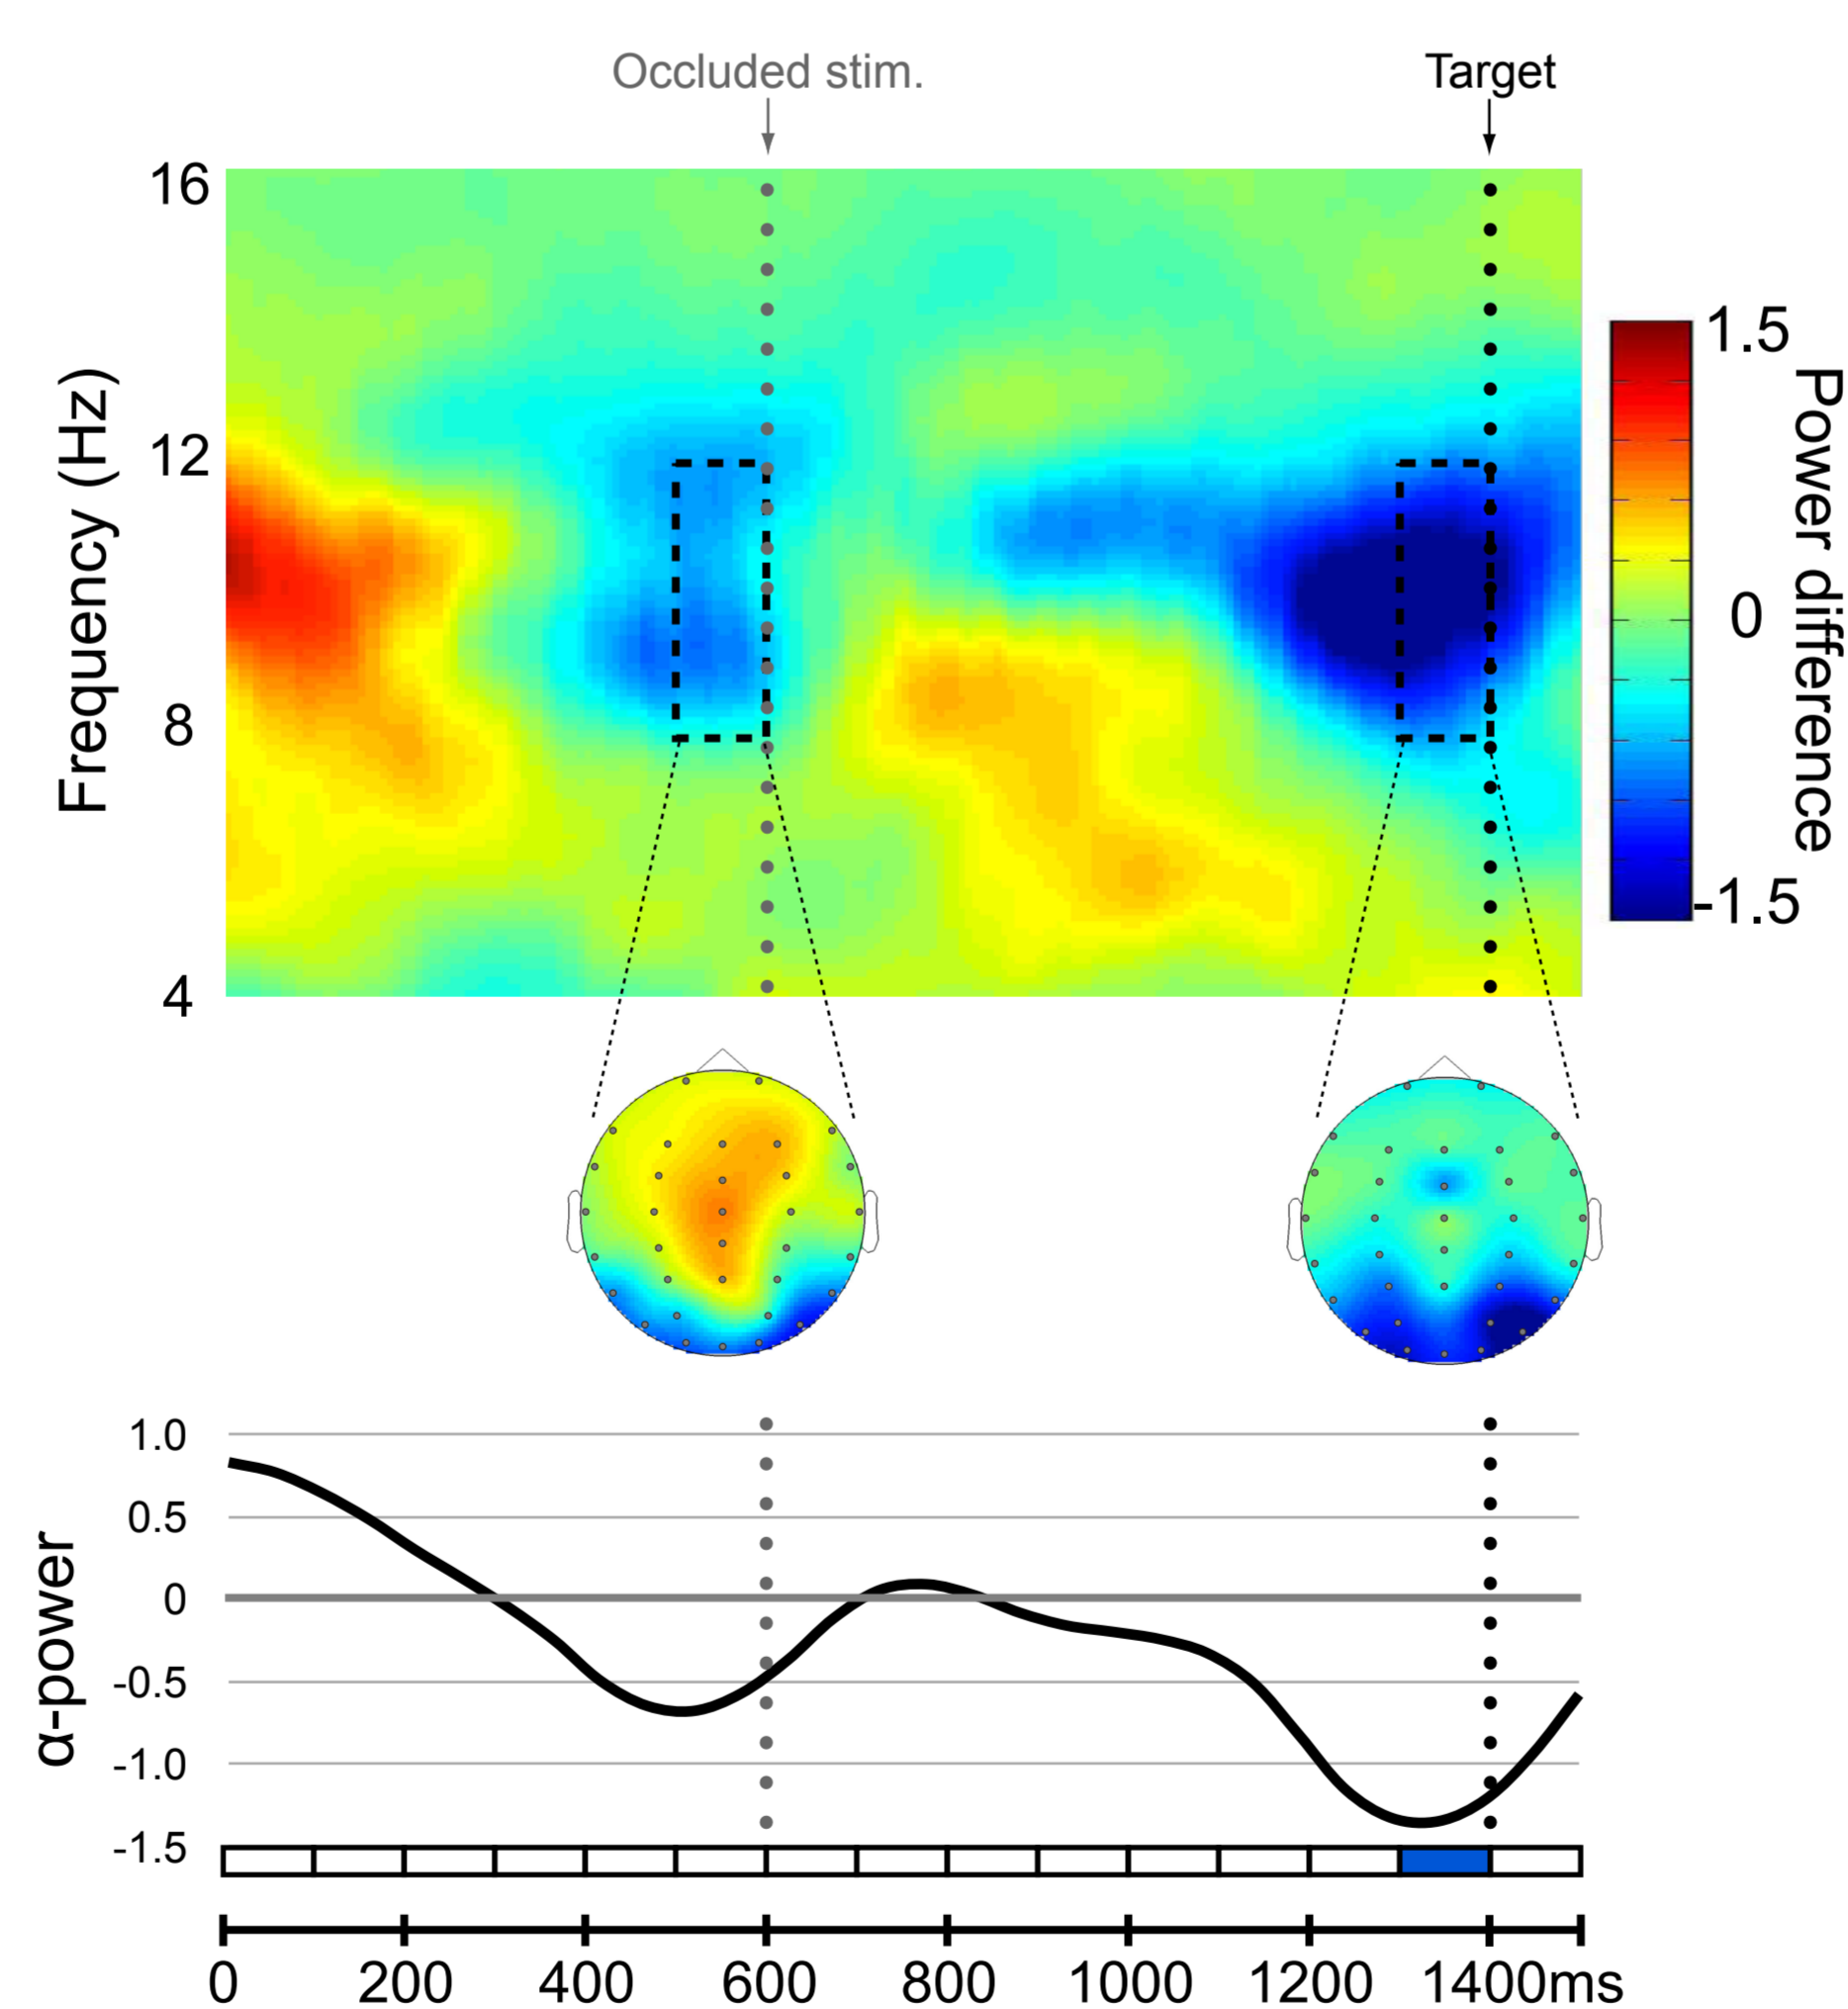 Occluded stim.
Target
16
12
8
4
Frequency (Hz)
1.5
0
-1.5
Power difference
1.0
0.5
0
-0.5
-1.0
-1.5
α-power
0 200 400 600 800 1000 1200 1400ms